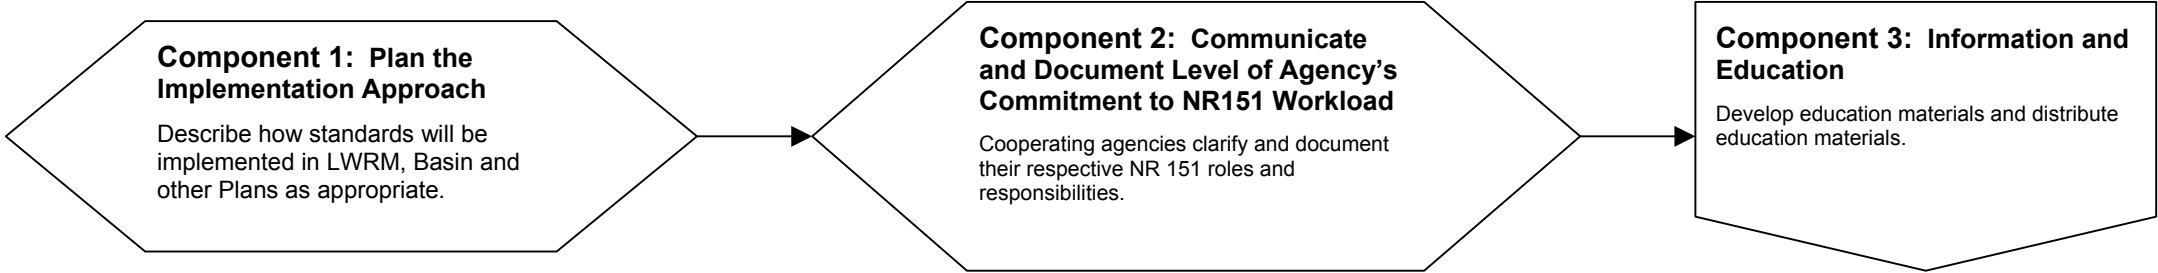 Component 1: Plan the
Implementation Approach
Describe how standards will be
implemented in LWRM, Basin and
other Plans as appropriate.
Component 2: Communicate
and Document Level of Agency’s
Commitment to NR151 Workload
Cooperating agencies clarify and document
their respective NR 151 roles and
responsibilities.
Component 3: Information and
Education
Develop education materials and distribute
education materials.